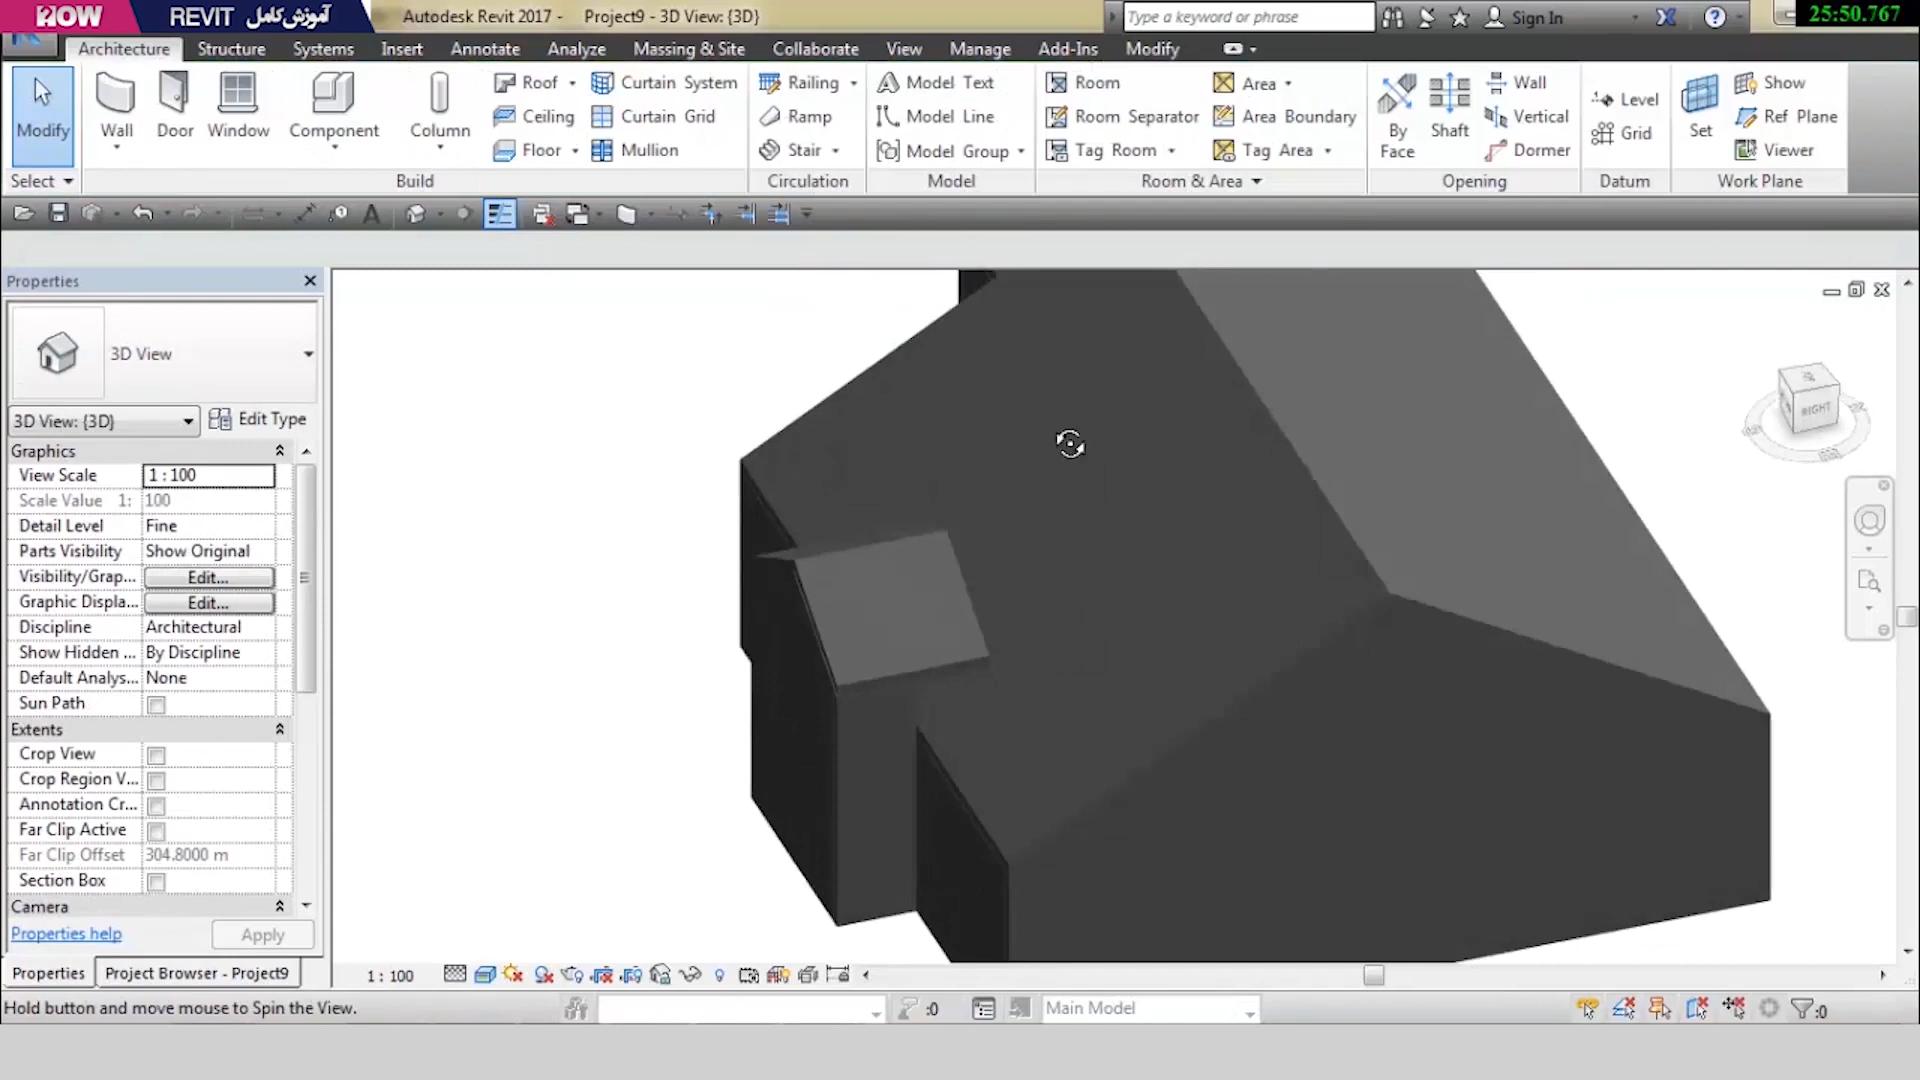 2NOW REVIT آموزش کامل
Autodesk Revit 2017 - Project9 - 3D View: {3D}
Type a keyword or phrase
Sign In
25:50.767
Architecture Structure Systems Insert Annotate Analyze Massing & Site Collaborate View Manage Add-Ins Modify
Modify
Wall
Door
Window
Component
Column
Roof
Ceiling
Floor
Curtain System
Curtain Grid
Mullion
Railing
Ramp
Stair
Model Text
Model Line
Model Group
Room
Room Separator
Tag Room
Area
Area Boundary
Tag Area
By Face
Shaft
Wall
Vertical
Dormer
Level
Grid
Set
Show
Ref Plane
Viewer
Select Build Circulation Model Room & Area Opening Datum Work Plane
Properties
3D View
3D View: {3D} Edit Type
Graphics
View Scale 1 : 100
Scale Value 1: 100
Detail Level Fine
Parts Visibility Show Original
Visibility/Grap... Edit...
Graphic Displa... Edit...
Discipline Architectural
Show Hidden ... By Discipline
Default Analys... None
Sun Path
Extents
Crop View
Crop Region V...
Annotation Cr...
Far Clip Active
Far Clip Offset 304.8000 m
Section Box
Camera
Properties help Apply
Properties Project Browser - Project9
RIGHT
1 : 100
Hold button and move mouse to Spin the View.
:0
Main Model
:0